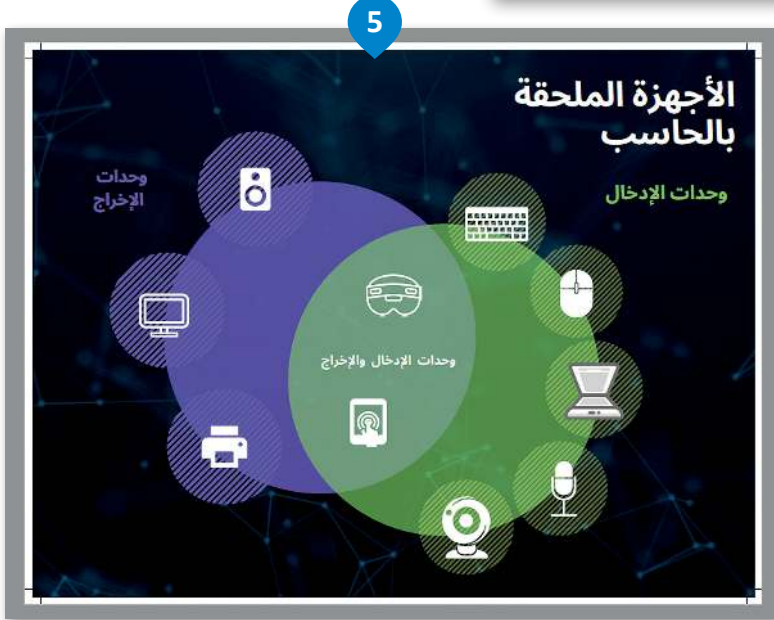 5
الأجهزة الملحقة
بالحاسب
وحدات الإدخال
وحدات
الإخراج
وحدات الإدخال والإخراج